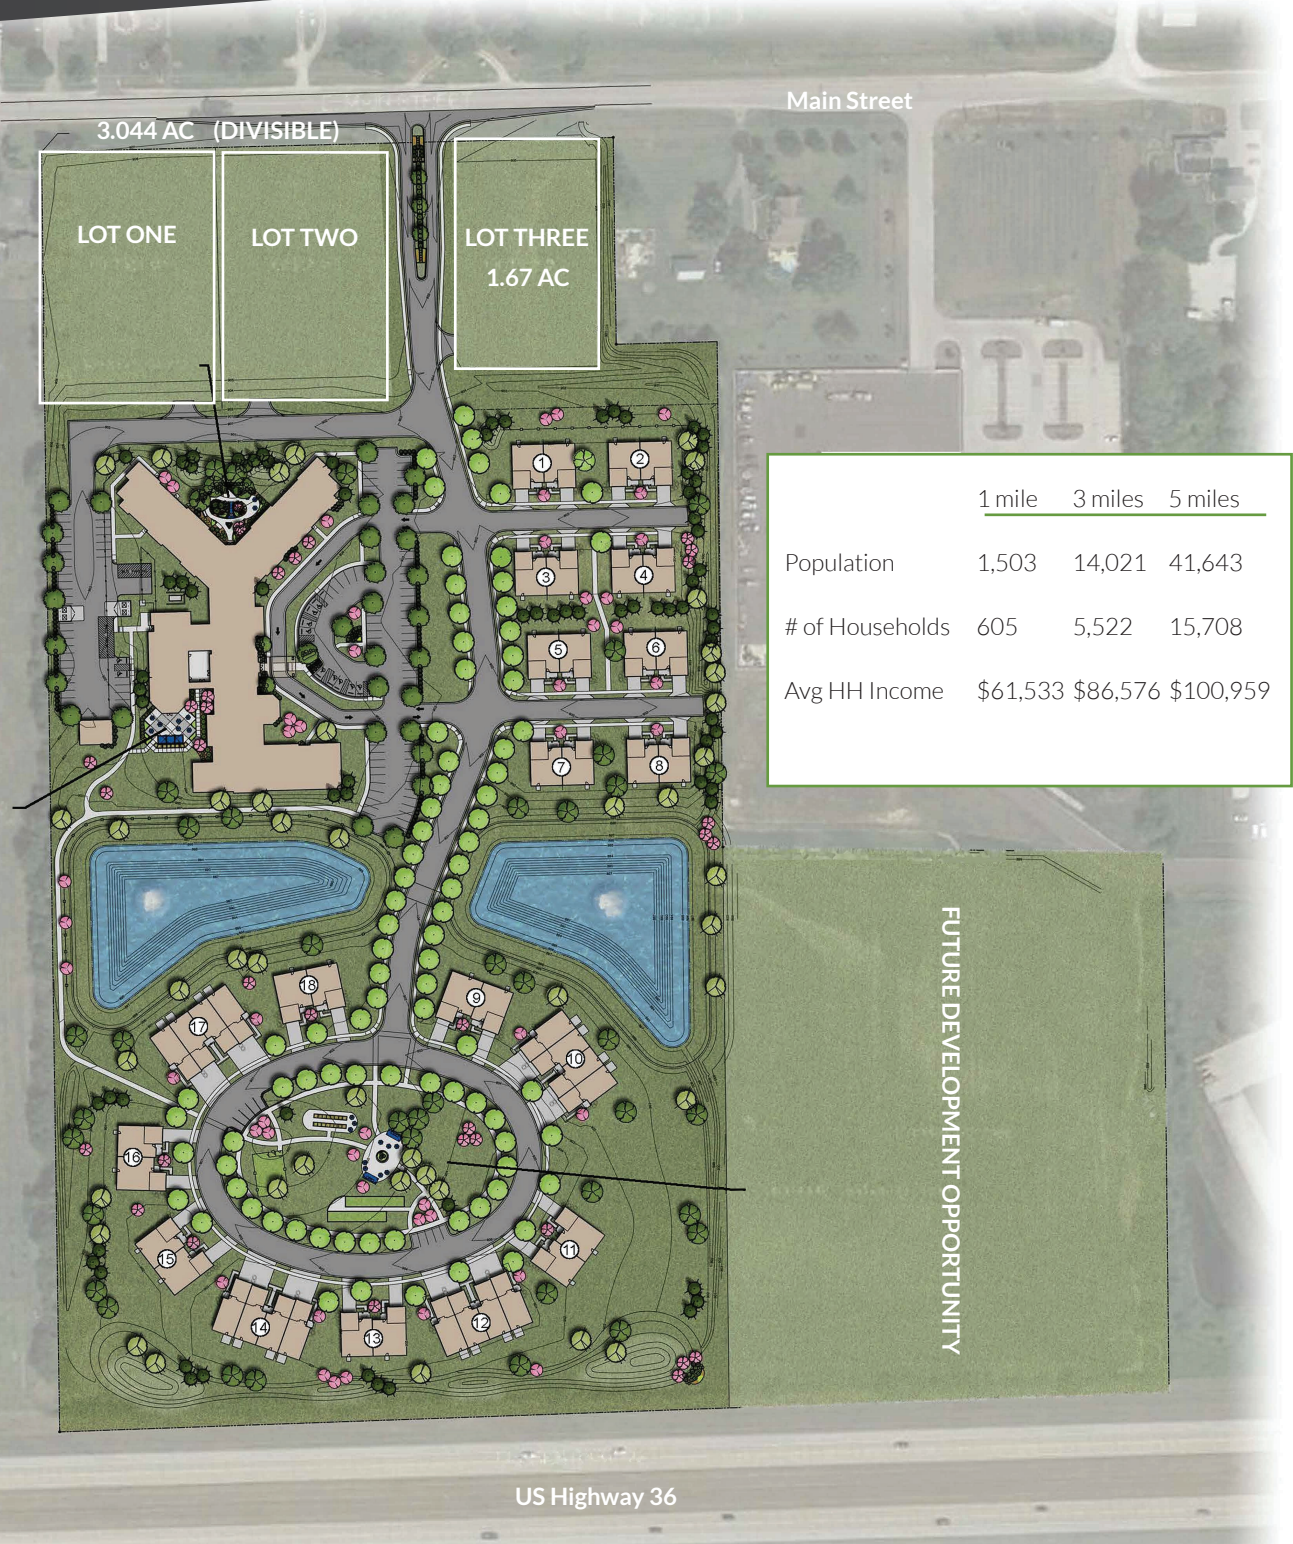 Main Street
3.044 AC (DIVISIBLE)
LOT ONE
LOT TWO
LOT THREE
1.67 AC
1 mile 3 miles 5 miles
Population 1,503 14,021 41,643
# of Households 605 5,522 15,708
Avg HH Income $61,533 $86,576 $100,959
1
2
3
4
5
6
7
8
18
9
17
10
16
15
11
14
13
12
FUTURE DEVELOPMENT OPPORTUNITY
US Highway 36